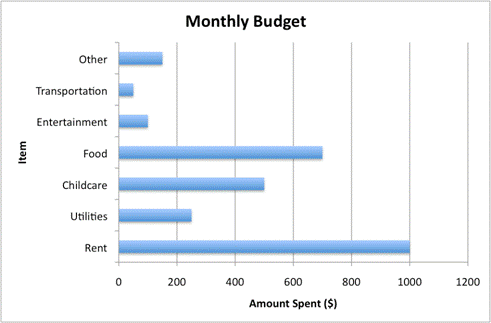 Monthly Budget
Other
Transportation
Entertainment
Food
Childcare
Utilities
Rent
Item
0 200 400 600 800 1000 1200
Amount Spent ($)